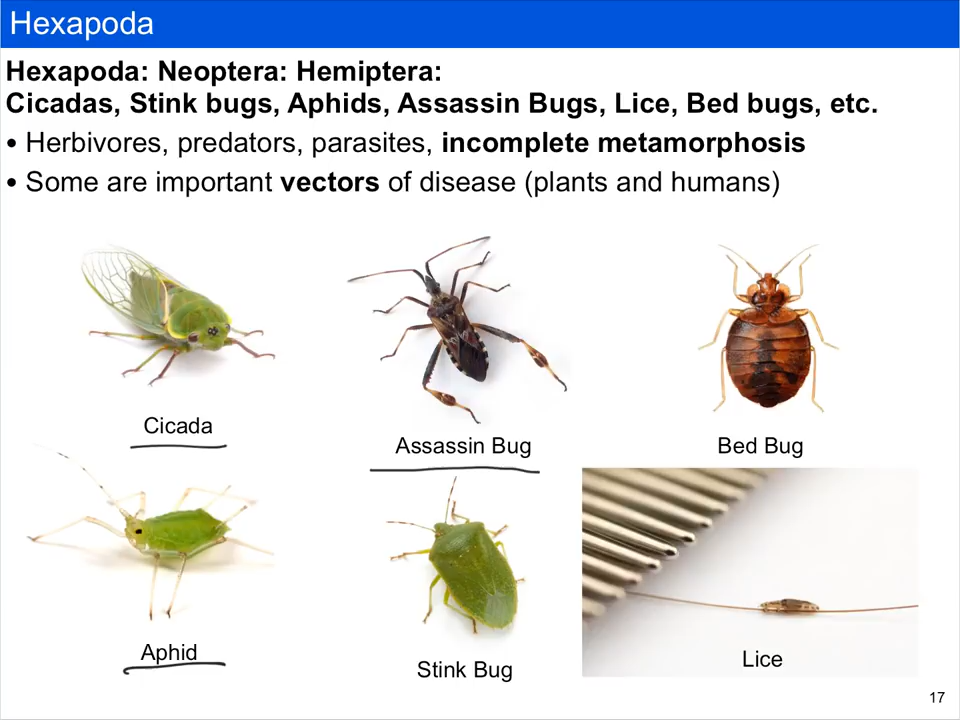 Hexapoda
Hexapoda: Neoptera: Hemiptera:
Cicadas, Stink bugs, Aphids, Assassin Bugs, Lice, Bed bugs, etc.
• Herbivores, predators, parasites, incomplete metamorphosis
• Some are important vectors of disease (plants and humans)
Cicada
Assassin Bug
Bed Bug
Aphid
Stink Bug
Lice
17